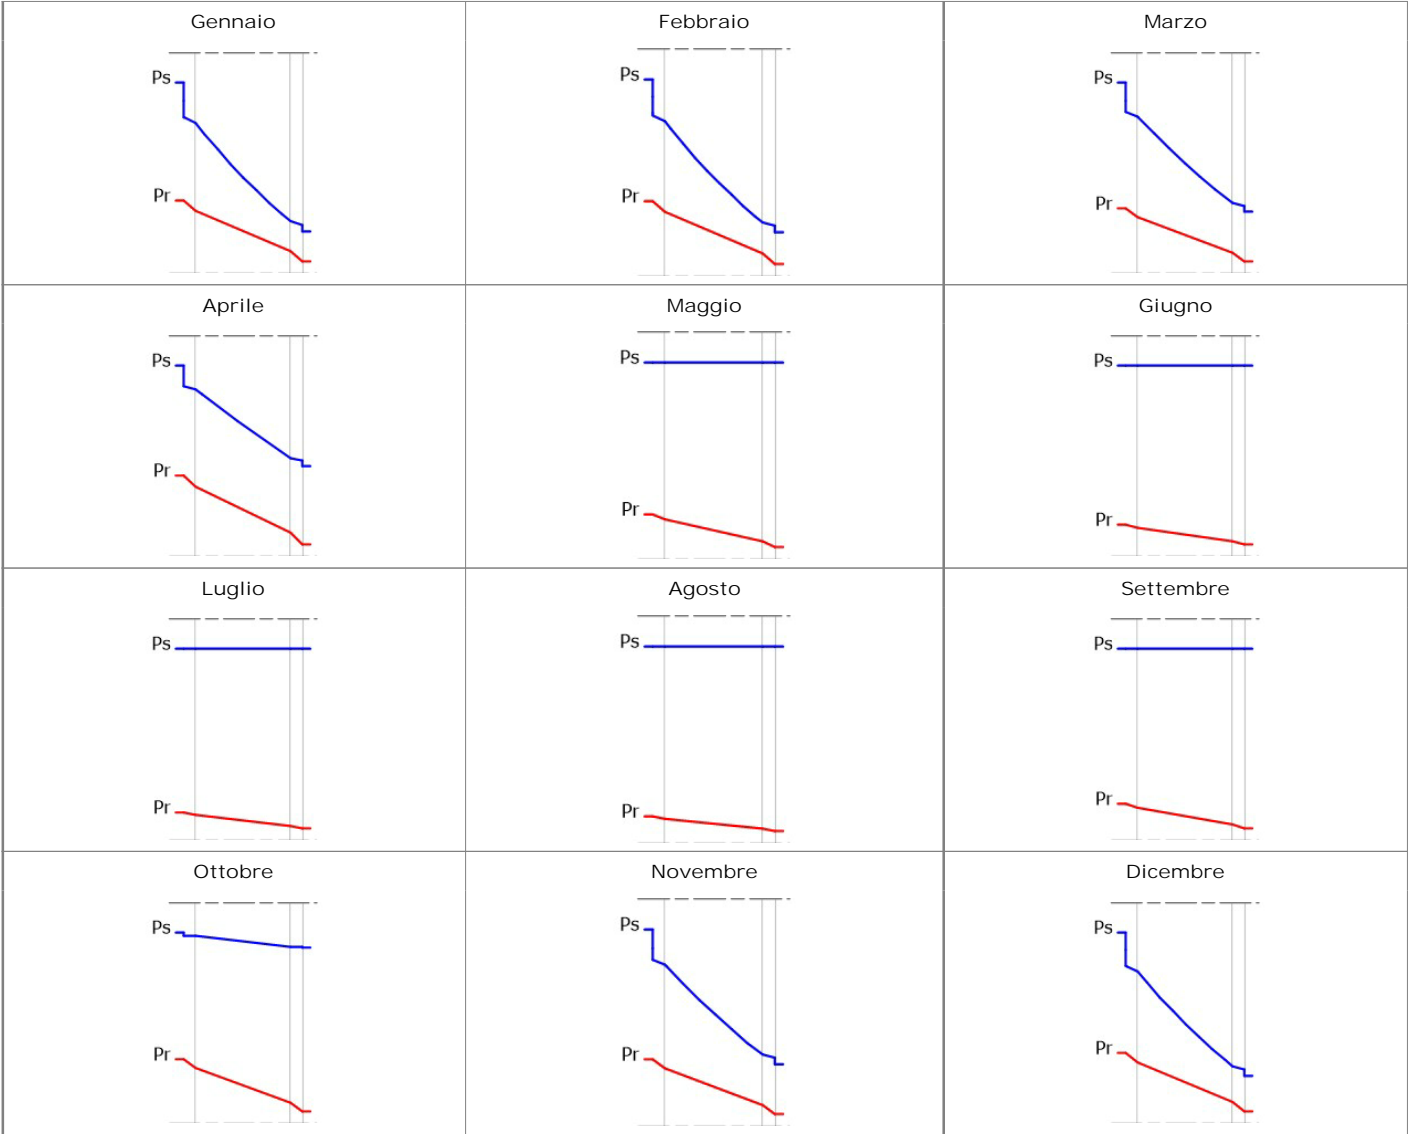 Gennaio
Febbraio
Marzo
Ps
Ps
Ps
Pr
Pr
Pr
Aprile
Maggio
Giugno
Ps
Ps
Ps
Pr
Pr
Pr
Luglio
Agosto
Settembre
Ps
Ps
Ps
Pr
Pr
Pr
Ottobre
Novembre
Dicembre
Ps
Ps
Ps
Pr
Pr
Pr